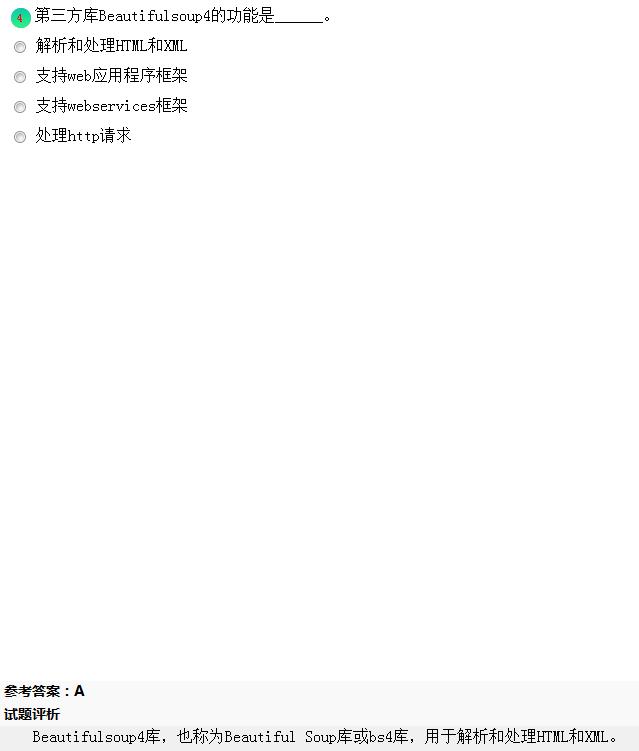 4 第三方库Beautifulsoup4的功能是______。
解析和处理HTML和XML
支持web应用程序框架
支持webservices框架
处理http请求
参考答案：A
试题评析
Beautifulsoup4库，也称为Beautiful Soup库或bs4库，用于解析和处理HTML和XML。